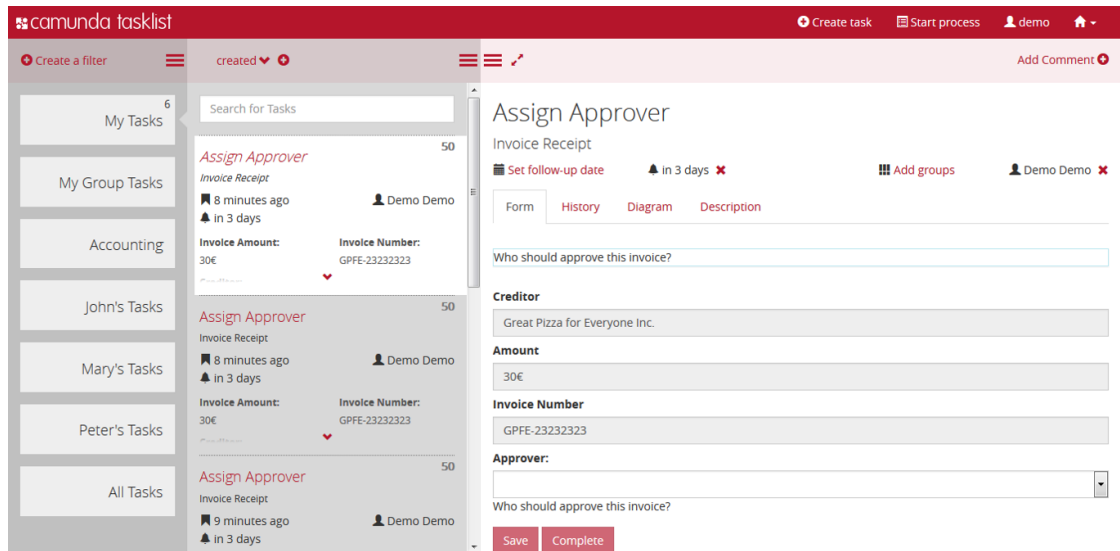 camunda tasklist
Create task
Start process
demo
Create a filter
created
Add Comment
6
My Tasks
My Group Tasks
Accounting
John's Tasks
Mary's Tasks
Peter's Tasks
All Tasks
Search for Tasks
50
Assign Approver
Invoice Receipt
8 minutes ago
Demo Demo
in 3 days
Invoice Amount:
Invoice Number:
30€
GPFE-23232323
50
Assign Approver
Invoice Receipt
8 minutes ago
Demo Demo
in 3 days
Invoice Amount:
Invoice Number:
30€
GPFE-23232323
50
Assign Approver
Invoice Receipt
9 minutes ago
Demo Demo
in 3 days
Assign Approver
Invoice Receipt
Set follow-up date
in 3 days
Add groups
Demo Demo
Form
History
Diagram
Description
Who should approve this invoice?
Creditor
Great Pizza for Everyone Inc.
Amount
30€
Invoice Number
GPFE-23232323
Approver:
Who should approve this invoice?
Save
Complete